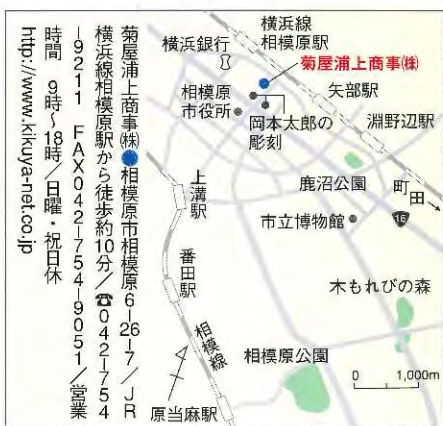 菊屋浦上商事㈱●相模原市相模原6-26-7/JR
横浜線相模原駅から徒歩約10分/☎042-754
-9211 FAX042-754-9051/営業
時間 9時~18時/日曜・祝日休
http://www.kikuya-net.co.jp
横浜線
相模原駅
横浜銀行
菊屋浦上商事㈱
矢部駅
相模原
市役所
岡本太郎の
彫刻
淵野辺駅
鹿沼公園
町田
上溝駅
市立博物館
16
番田駅
木もれびの森
相模線
相模原公園
0 1,000m
原当麻駅